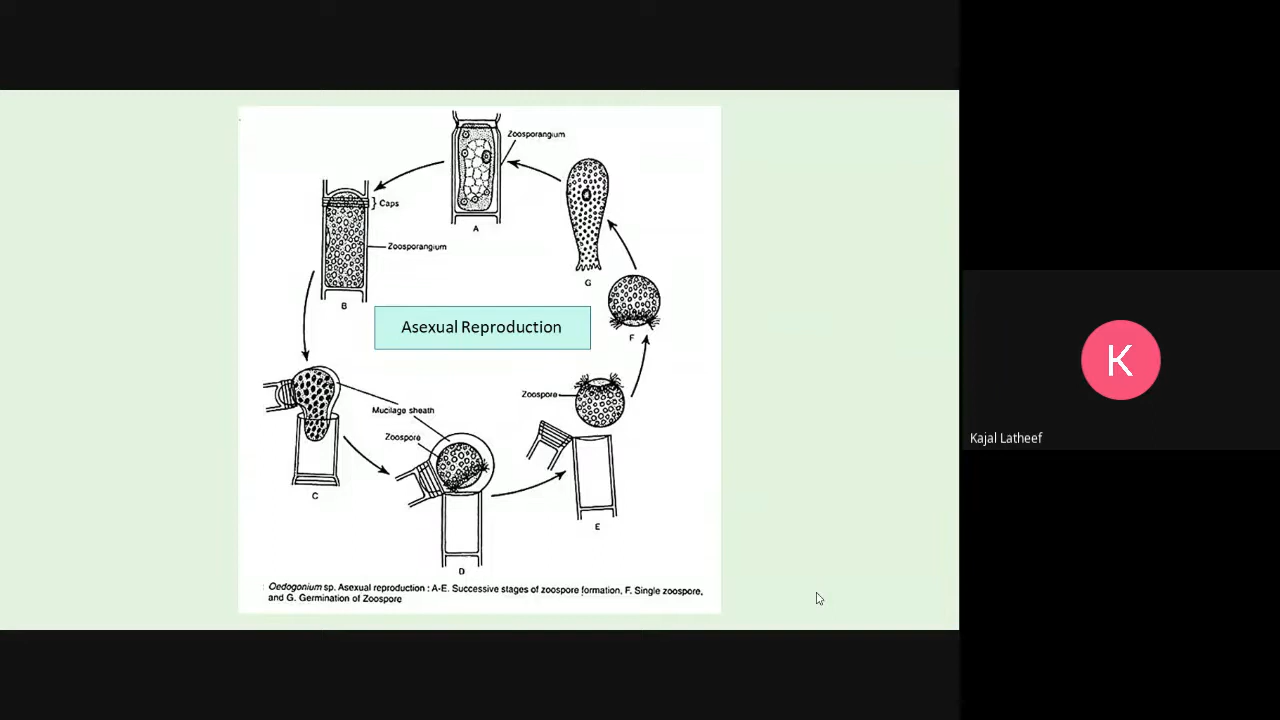 Zoosporangium
A
} Caps
Zoosporangium
B
G
Asexual Reproduction
F
Mucilage sheath
Zoospore
Zoospore
C
D
E
Oedogonium sp. Asexual reproduction : A-E. Successive stages of zoospore formation, F. Single zoospore,
and G. Germination of Zoospore
K
Kajal Latheef